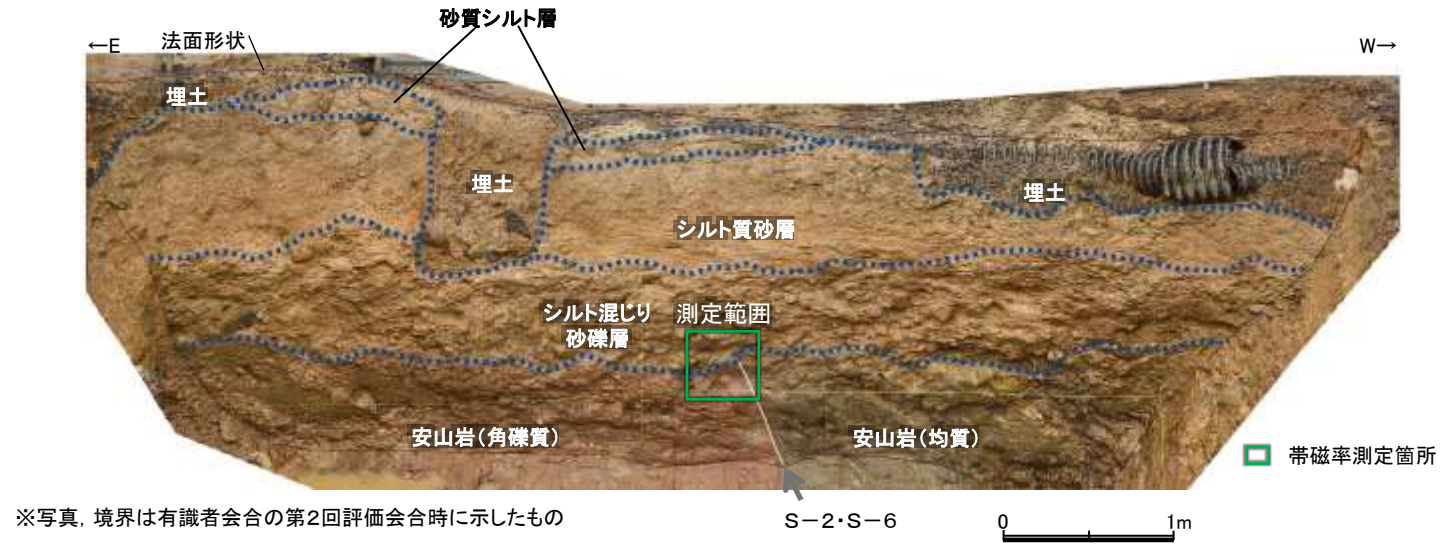 砂質シルト層
←E
法面形状
W→
埋土
埋土
埋土
シルト質砂層
シルト混じり
砂礫層
測定範囲
安山岩(角礫質)
安山岩(均質)
帯磁率測定箇所
※写真，境界は有識者会合の第2回評価会合時に示したもの
S－2・S－6
0
1m